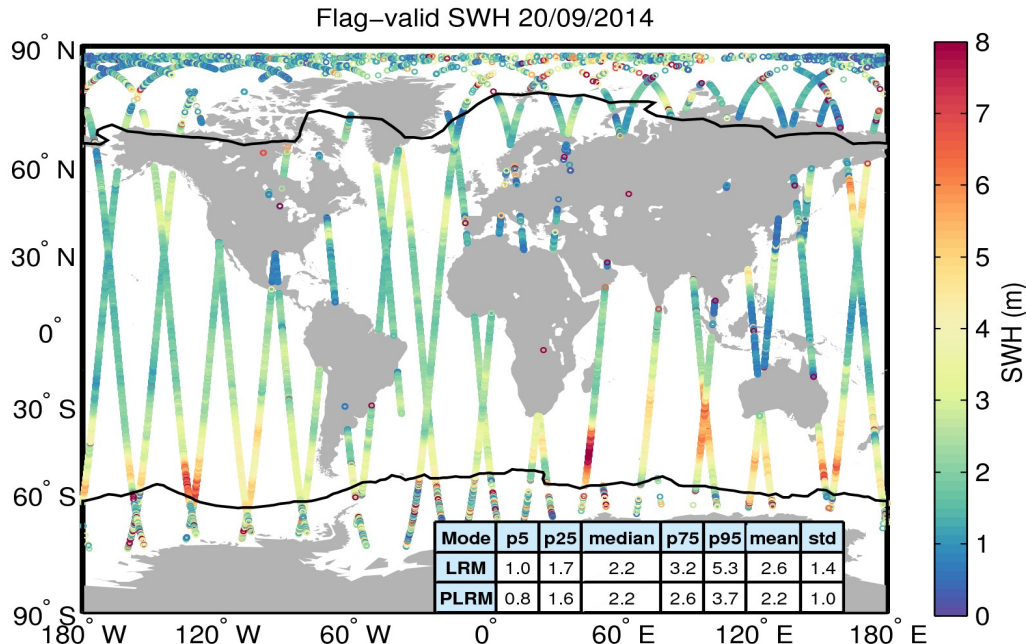 Flag-valid SWH 20/09/2014
90° N
60° N
30° N
0°
30° S
60° S
90° S
180° W
120° W
60° W
0°
60° E
120° E
180° E
8
7
6
5
4
3
2
1
0
SWH (m)
Mode p5 p25 median p75 p95 mean std
LRM 1.0 1.7 2.2 3.2 5.3 2.6 1.4
PLRM 0.8 1.6 2.2 2.6 3.7 2.2 1.0